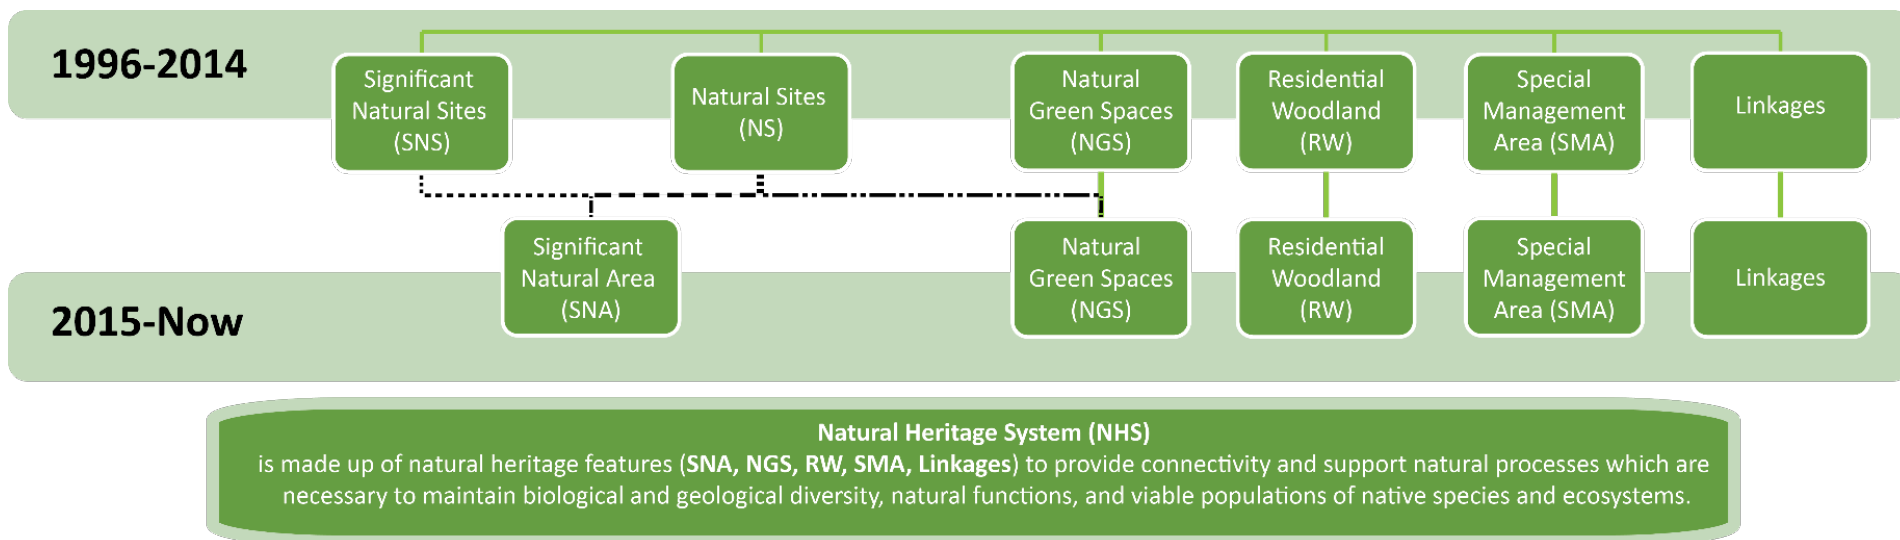 1996-2014
Significant
Natural Sites
(SNS)
Natural Sites
(NS)
Natural
Green Spaces
(NGS)
Residential
Woodland
(RW)
Special
Management
Area (SMA)
Linkages
2015-Now
Significant
Natural Area
(SNA)
Natural
Green Spaces
(NGS)
Residential
Woodland
(RW)
Special
Management
Area (SMA)
Linkages
Natural Heritage System (NHS)
is made up of natural heritage features (SNA, NGS, RW, SMA, Linkages) to provide connectivity and support natural processes which are
necessary to maintain biological and geological diversity, natural functions, and viable populations of native species and ecosystems.